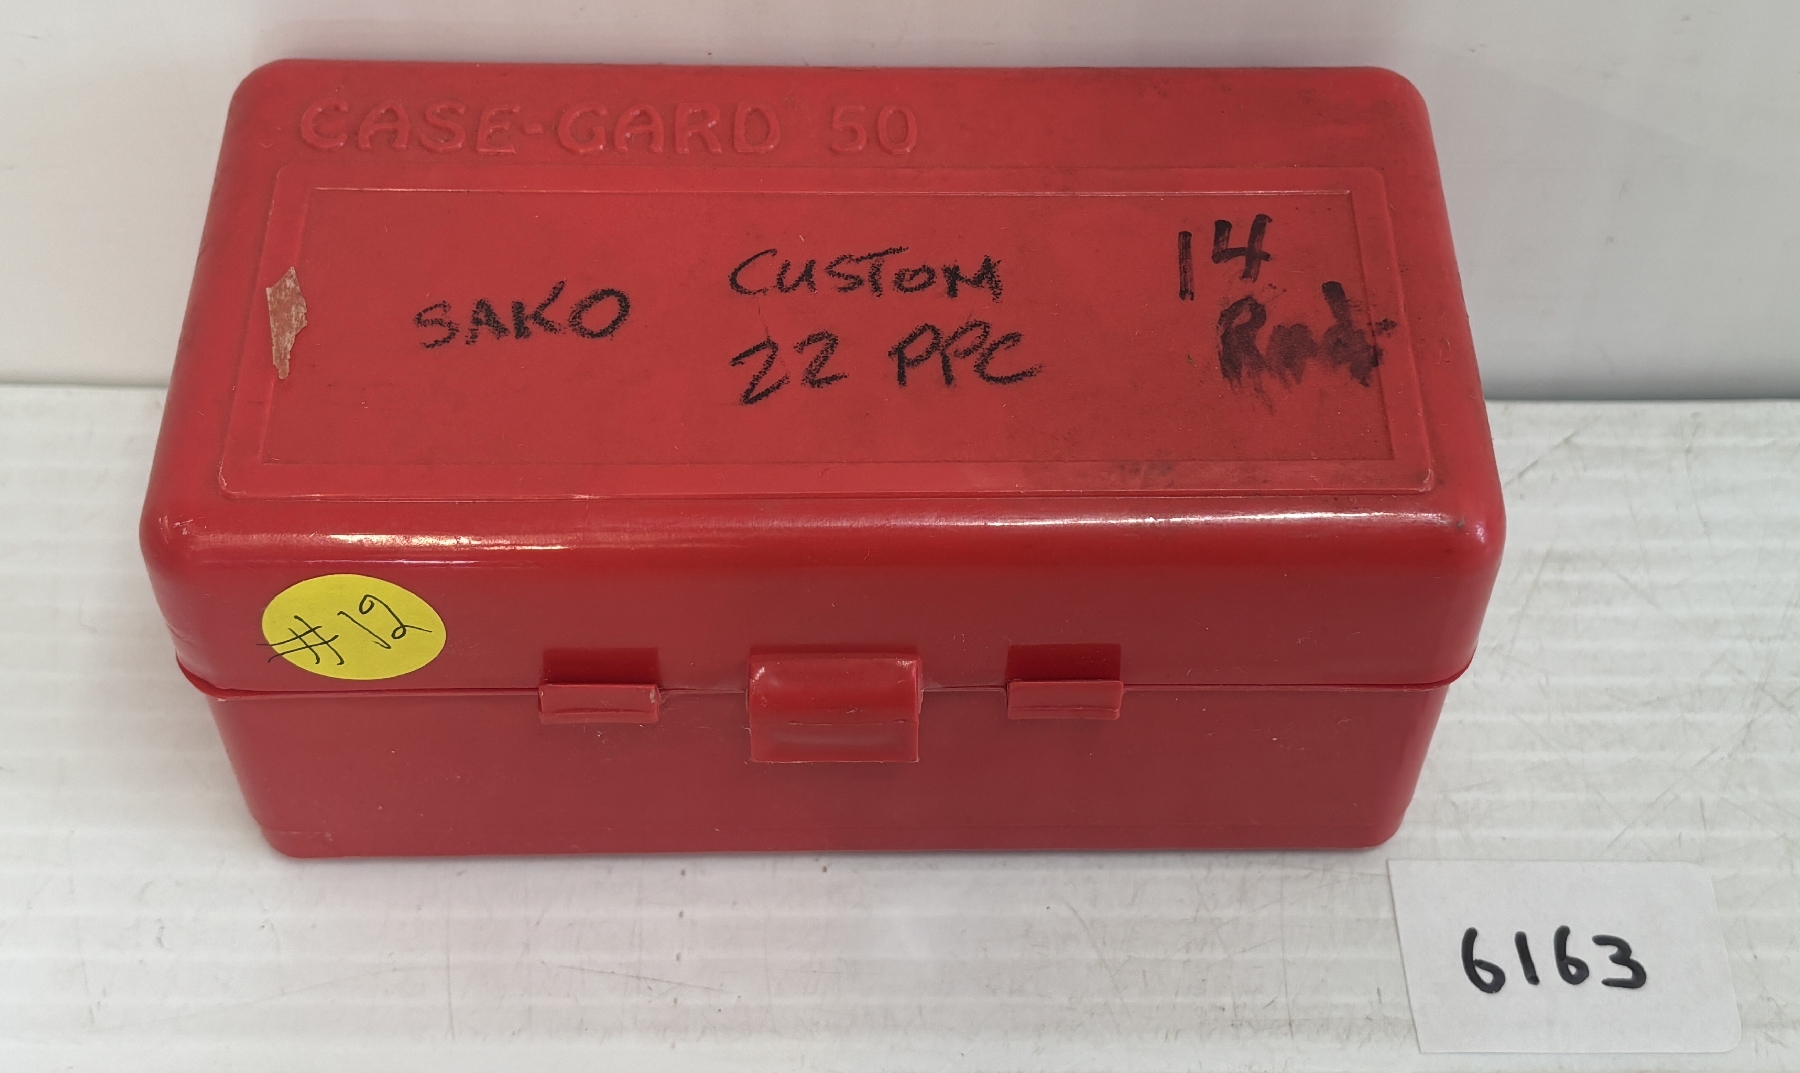 CASE-GARD 50
SAKO
CUSTOM
22 PPC
14
Rnds
#12
6163